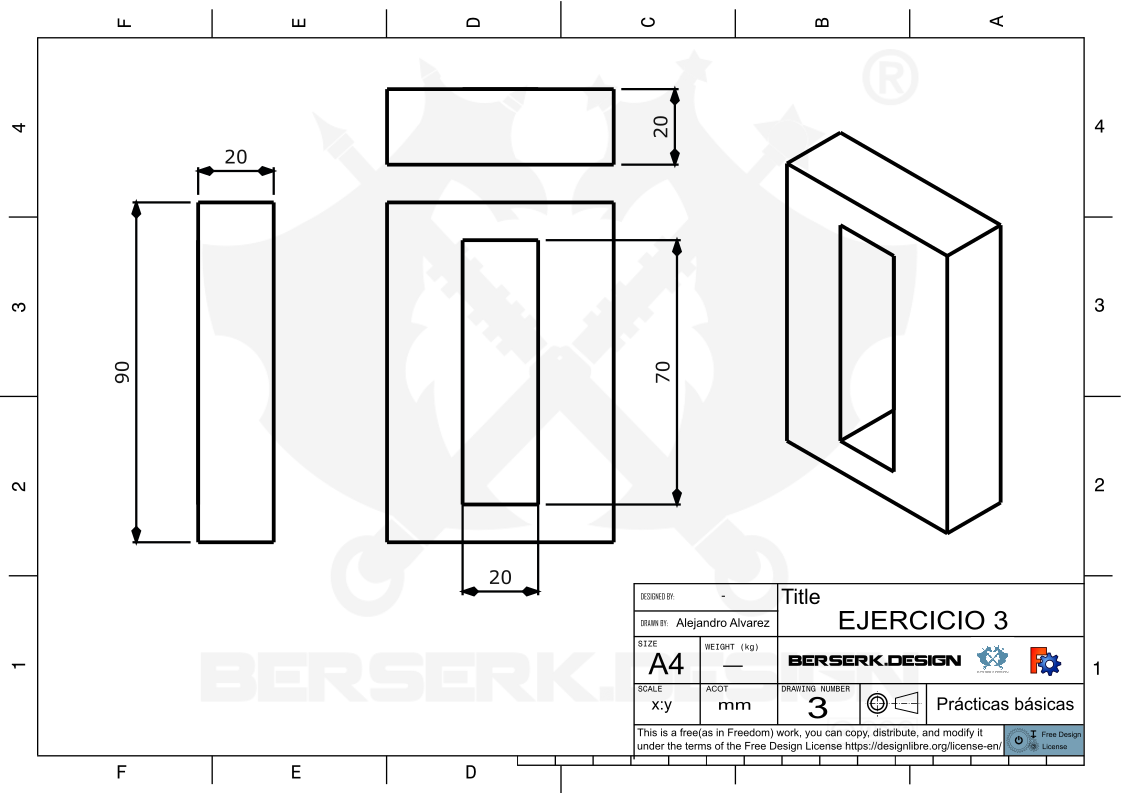 F E D C B A
®
4
4
20
20
3
3
90
70
2
2
20
1
1
DESIGNED BY: -
DRAWN BY: Alejandro Alvarez
Title
EJERCICIO 3
SIZE
A4
WEIGHT (kg)
—
BERSERK.DESIGN
BERSERK.DESIGN
SCALE
x:y
ACOT
mm
DRAWING NUMBER
3
Prácticas básicas
This is a free(as in Freedom) work, you can copy, distribute, and modify it
under the terms of the Free Design License https://designlibre.org/license-en/
Free Design
License
F E D